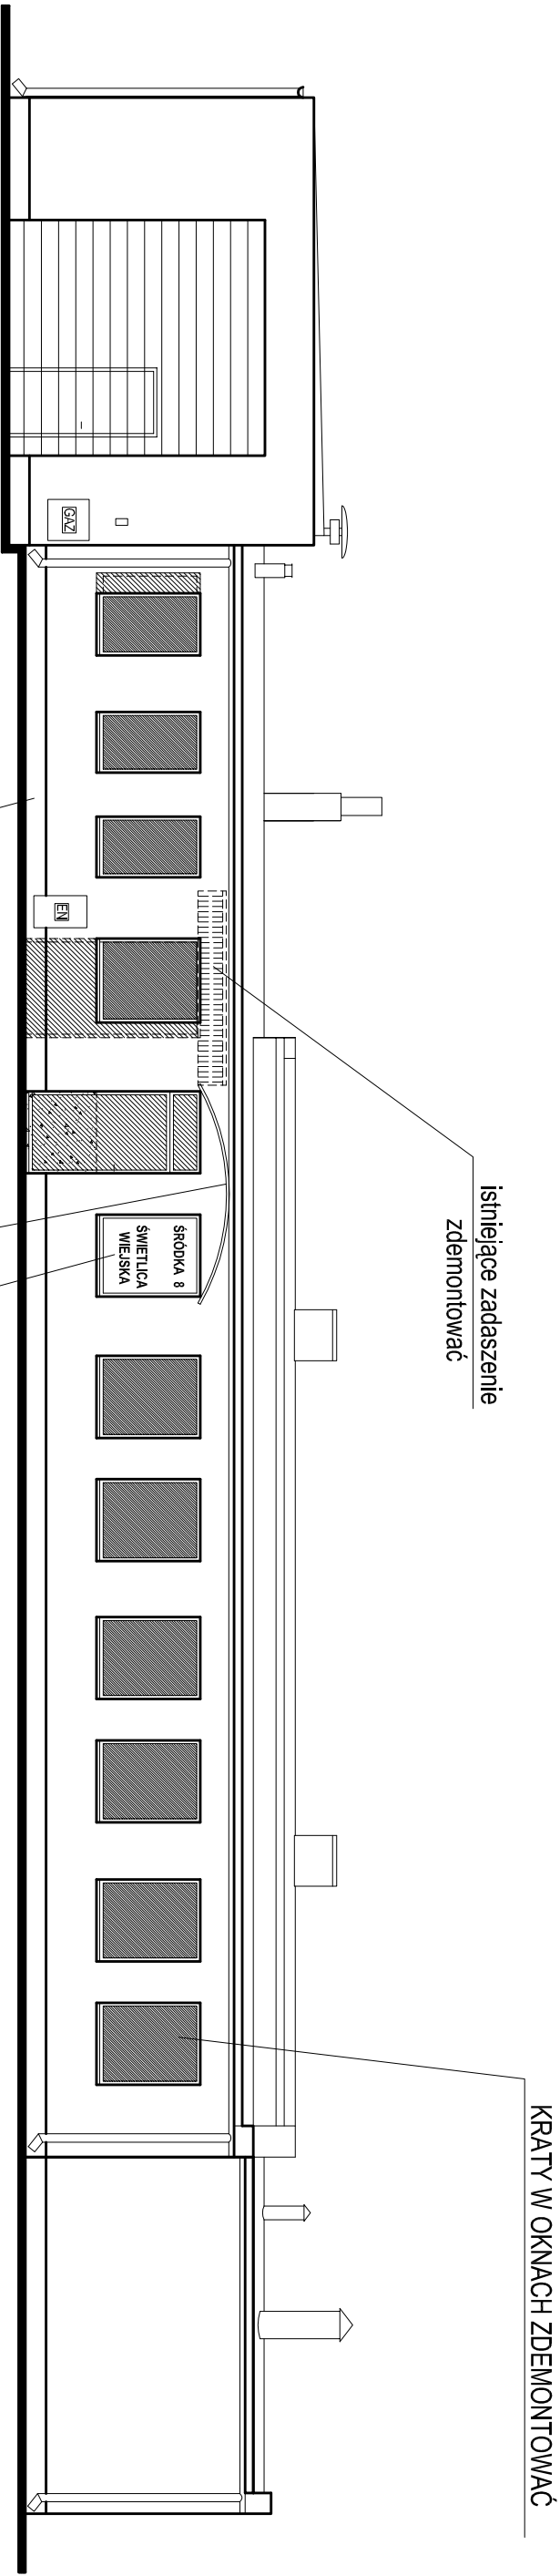 istniejące zadaszenie
zdemontować
KRATY W OKNACH ZDEMONTOWAĆ
GAZ
EN
ŚRÓDKA 8
ŚWIETLICA
WIEJSKA